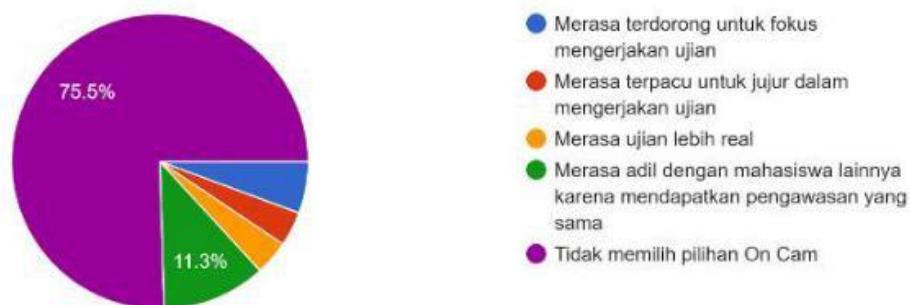 75.5%
11.3%
Merasa terdorong untuk fokus
mengerjakan ujian
Merasa terpacu untuk jujur dalam
mengerjakan ujian
Merasa ujian lebih real
Merasa adil dengan mahasiswa lainnya
karena mendapatkan pengawasan yang
sama
Tidak memilih pilihan On Cam